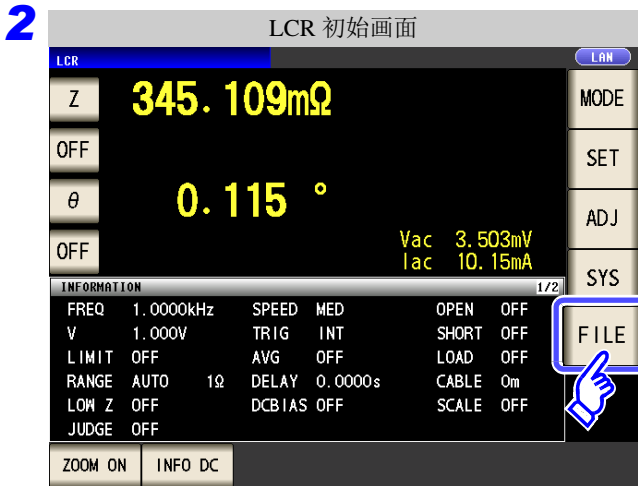 2
LCR 初始画面
LCR
LAN
Z 345.109mΩ
MODE
OFF
SET
θ 0.115 °
ADJ
OFF
Vac 3.503mV
Iac 10.15mA
SYS
INFORMATION 1/2
FREQ 1.0000kHz SPEED MED OPEN OFF
V 1.000V TRIG INT SHORT OFF
FILE
LIMIT OFF AVG OFF LOAD OFF
RANGE AUTO 1Ω DELAY 0.0000s CABLE 0m
LOW Z OFF DCBIAS OFF SCALE OFF
JUDGE OFF
ZOOM ON INFO DC